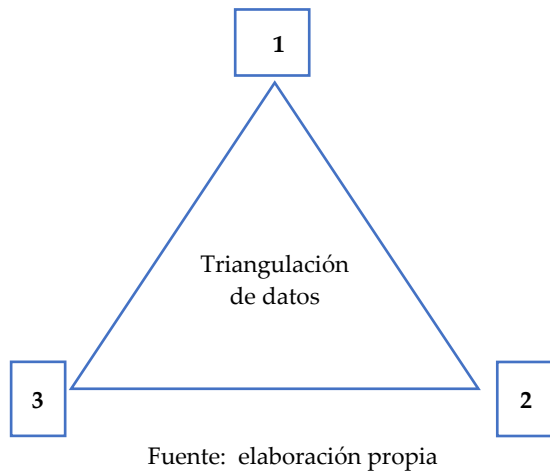 1
Triangulación
de datos
3
2
Fuente: elaboración propia